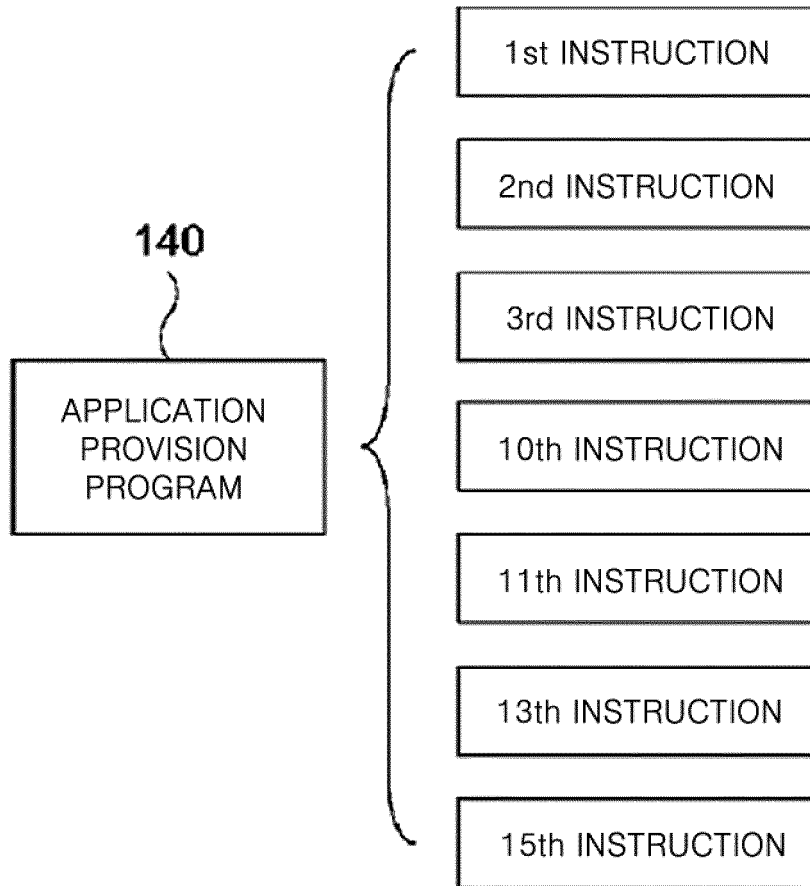 140
APPLICATION
PROVISION
PROGRAM
1st INSTRUCTION
2nd INSTRUCTION
3rd INSTRUCTION
10th INSTRUCTION
11th INSTRUCTION
13th INSTRUCTION
15th INSTRUCTION